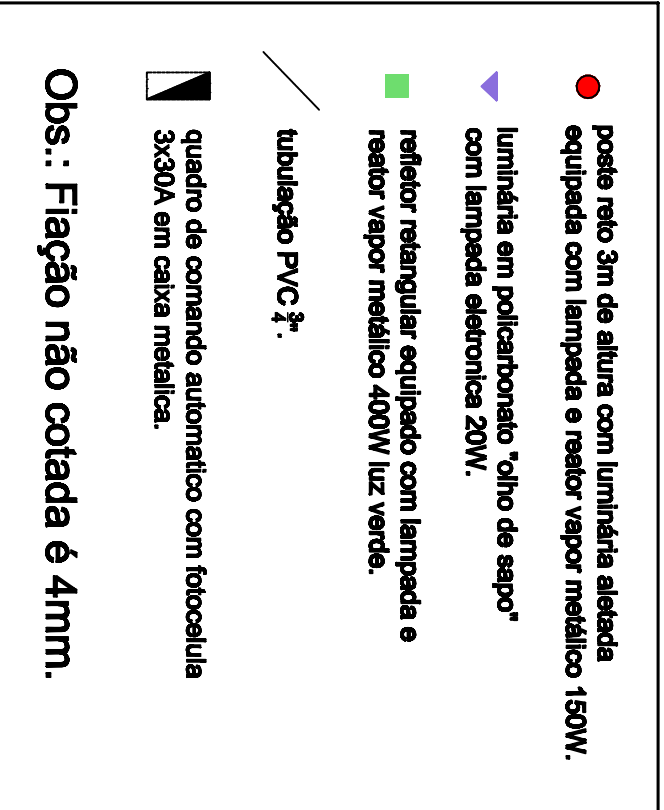 poste reto 3m de altura com luminária aletada
equipada com lampada e reator vapor metálico 150W.
luminária em policarbonato "olho de sapo"
com lampada eletronica 20W.
refletor retangular equipado com lampada e
reator vapor metálico 400W luz verde.
tubulação PVC 3/4".
quadro de comando automatico com fotocelula
3x30A em caixa metalica.
Obs.: Fiação não cotada é 4mm.